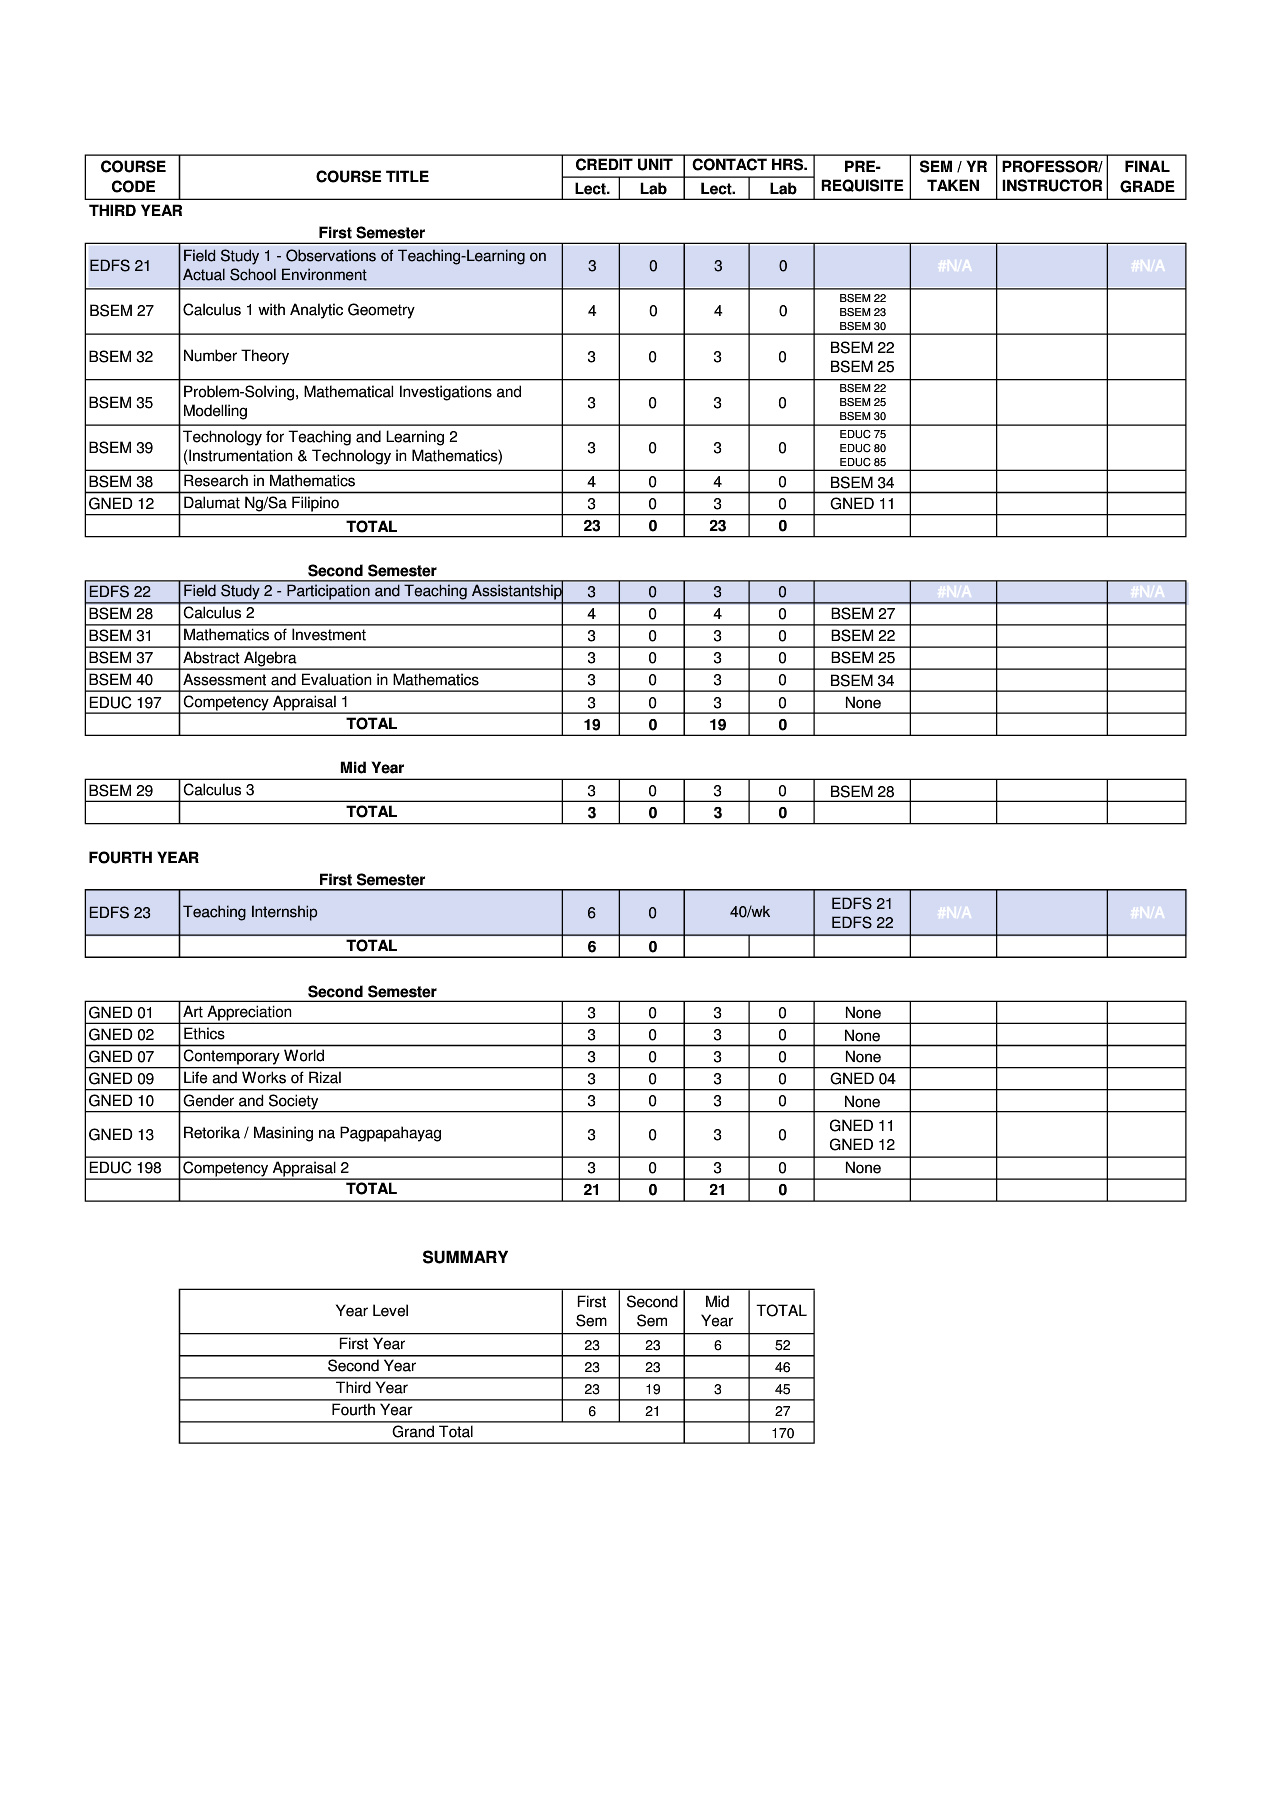 COURSE CODE COURSE TITLE CREDIT UNIT CONTACT HRS. PRE-REQUISITE SEM / YR TAKEN PROFESSOR/ INSTRUCTOR FINAL GRADE
Lect. Lab Lect. Lab
THIRD YEAR
First Semester
EDFS 21 Field Study 1 - Observations of Teaching-Learning on Actual School Environment 3 0 3 0 #N/A #N/A
BSEM 27 Calculus 1 with Analytic Geometry 4 0 4 0 BSEM 22 BSEM 23 BSEM 30
BSEM 32 Number Theory 3 0 3 0 BSEM 22 BSEM 25
BSEM 35 Problem-Solving, Mathematical Investigations and Modelling 3 0 3 0 BSEM 22 BSEM 25 BSEM 30
BSEM 39 Technology for Teaching and Learning 2 (Instrumentation & Technology in Mathematics) 3 0 3 0 EDUC 75 EDUC 80 EDUC 85
BSEM 38 Research in Mathematics 4 0 4 0 BSEM 34
GNED 12 Dalumat Ng/Sa Filipino 3 0 3 0 GNED 11
TOTAL 23 0 23 0
Second Semester
EDFS 22 Field Study 2 - Participation and Teaching Assistantship 3 0 3 0 #N/A #N/A
BSEM 28 Calculus 2 4 0 4 0 BSEM 27
BSEM 31 Mathematics of Investment 3 0 3 0 BSEM 22
BSEM 37 Abstract Algebra 3 0 3 0 BSEM 25
BSEM 40 Assessment and Evaluation in Mathematics 3 0 3 0 BSEM 34
EDUC 197 Competency Appraisal 1 3 0 3 0 None
TOTAL 19 0 19 0
Mid Year
BSEM 29 Calculus 3 3 0 3 0 BSEM 28
TOTAL 3 0 3 0
FOURTH YEAR
First Semester
EDFS 23 Teaching Internship 6 0 40/wk EDFS 21 EDFS 22 #N/A #N/A
TOTAL 6 0
Second Semester
GNED 01 Art Appreciation 3 0 3 0 None
GNED 02 Ethics 3 0 3 0 None
GNED 07 Contemporary World 3 0 3 0 None
GNED 09 Life and Works of Rizal 3 0 3 0 GNED 04
GNED 10 Gender and Society 3 0 3 0 None
GNED 13 Retorika / Masining na Pagpapahayag 3 0 3 0 GNED 11 GNED 12
EDUC 198 Competency Appraisal 2 3 0 3 0 None
TOTAL 21 0 21 0
SUMMARY
Year Level First Sem Second Sem Mid Year TOTAL
First Year 23 23 6 52
Second Year 23 23 46
Third Year 23 19 3 45
Fourth Year 6 21 27
Grand Total 170